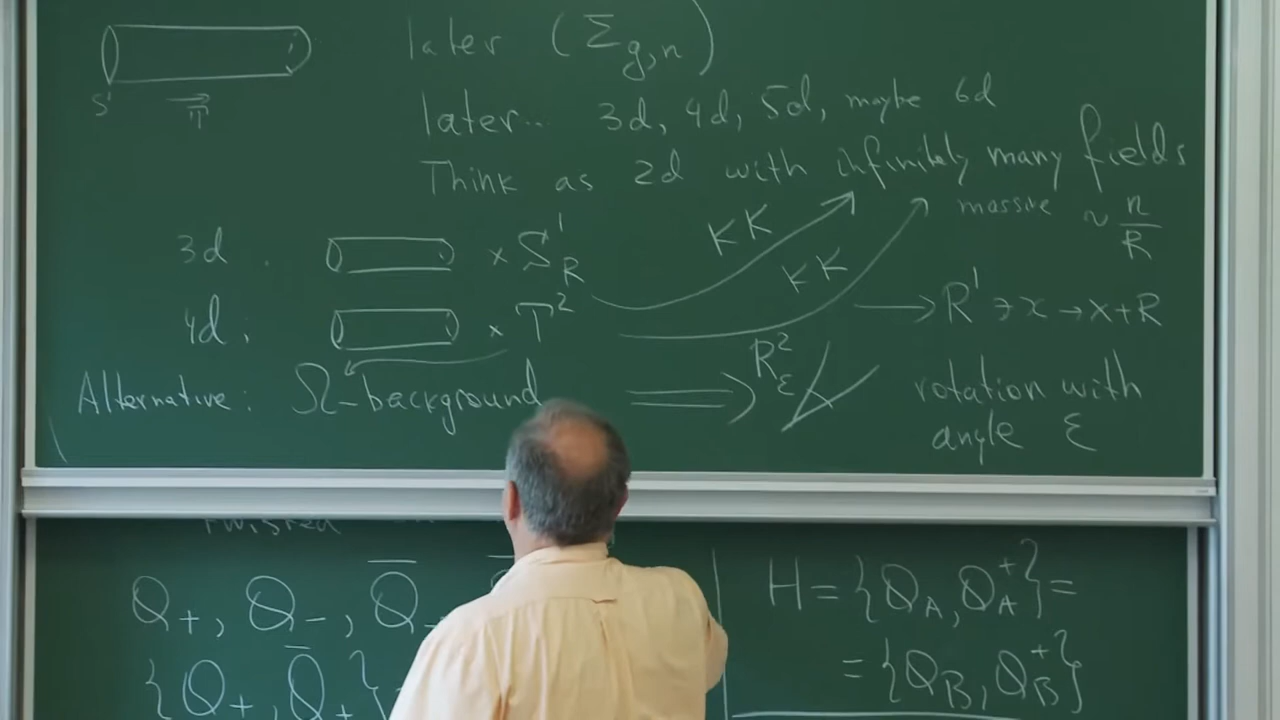 later (Σ_{g,n})
S¹
later... 3d, 4d, 5d, maybe 6d
Think as 2d with infinitely many fields
massive ~ n/R
3d . × S¹_R KK
4d : × T² KK → R¹ ∋ x → x+R
Alternative: Ω-background ⇒ R²_ε rotation with
angle ε
twisted
Q₊, Q₋, Q̄
H = {Q_A, Q_A⁺} =
{Q₊, Q̄₊}
= {Q_B, Q_B⁺}